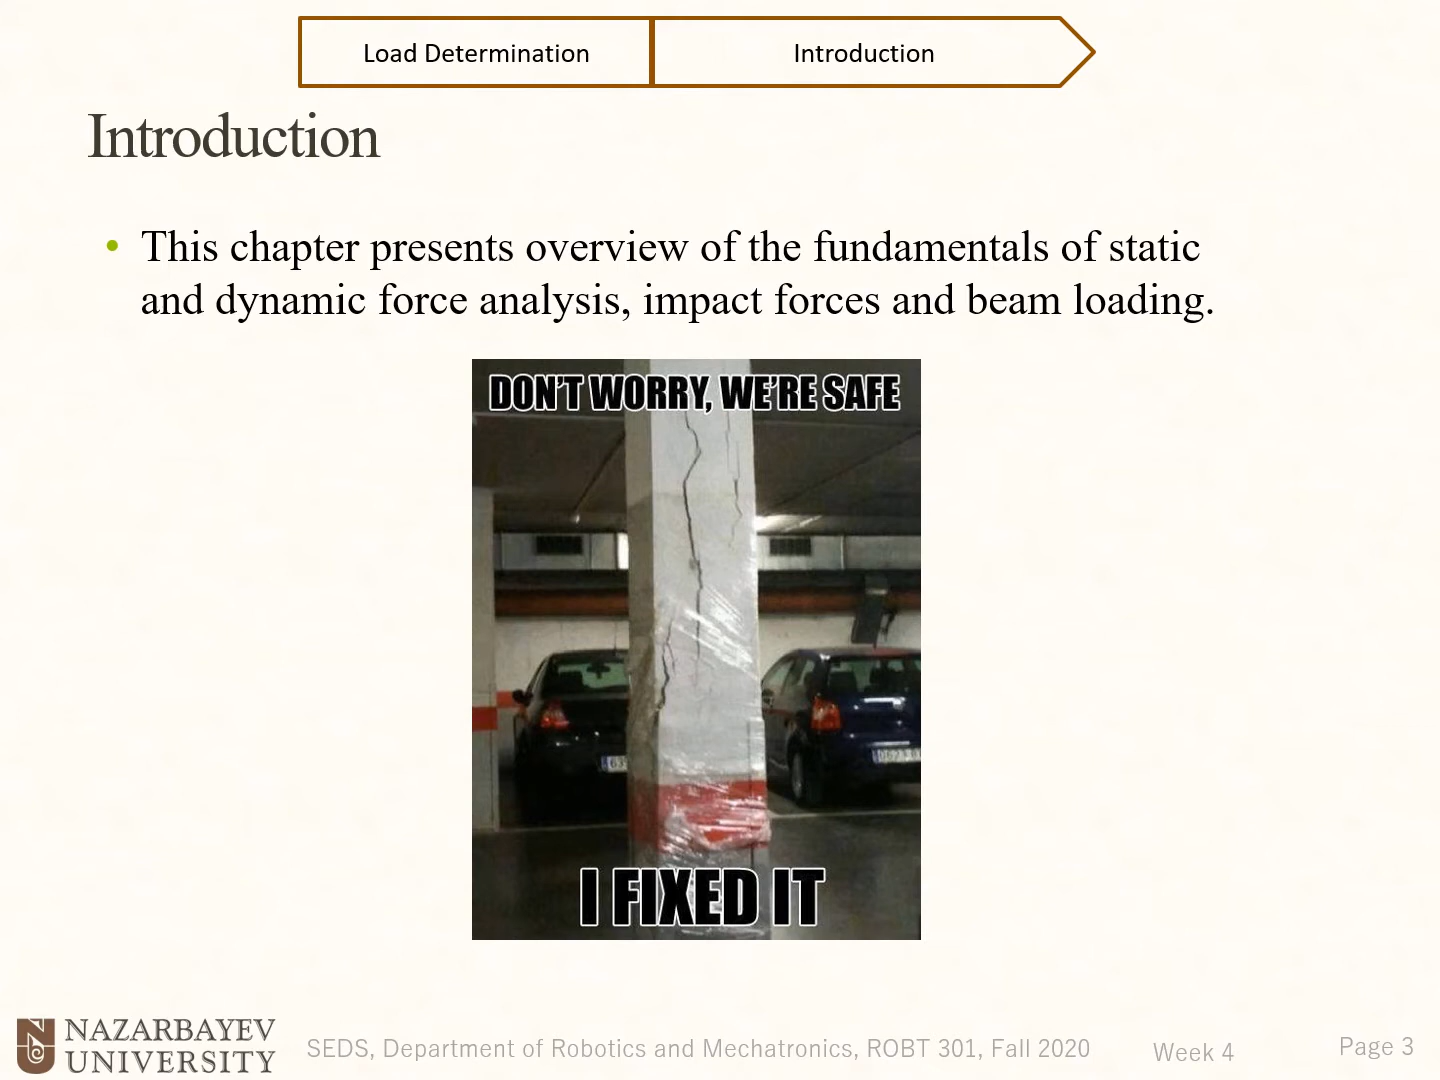 Load Determination
Introduction
Introduction
• This chapter presents overview of the fundamentals of static
and dynamic force analysis, impact forces and beam loading.
DON'T WORRY, WE'RE SAFE
I FIXED IT
NAZARBAYEV
UNIVERSITY
SEDS, Department of Robotics and Mechatronics, ROBT 301, Fall 2020
Week 4
Page 3